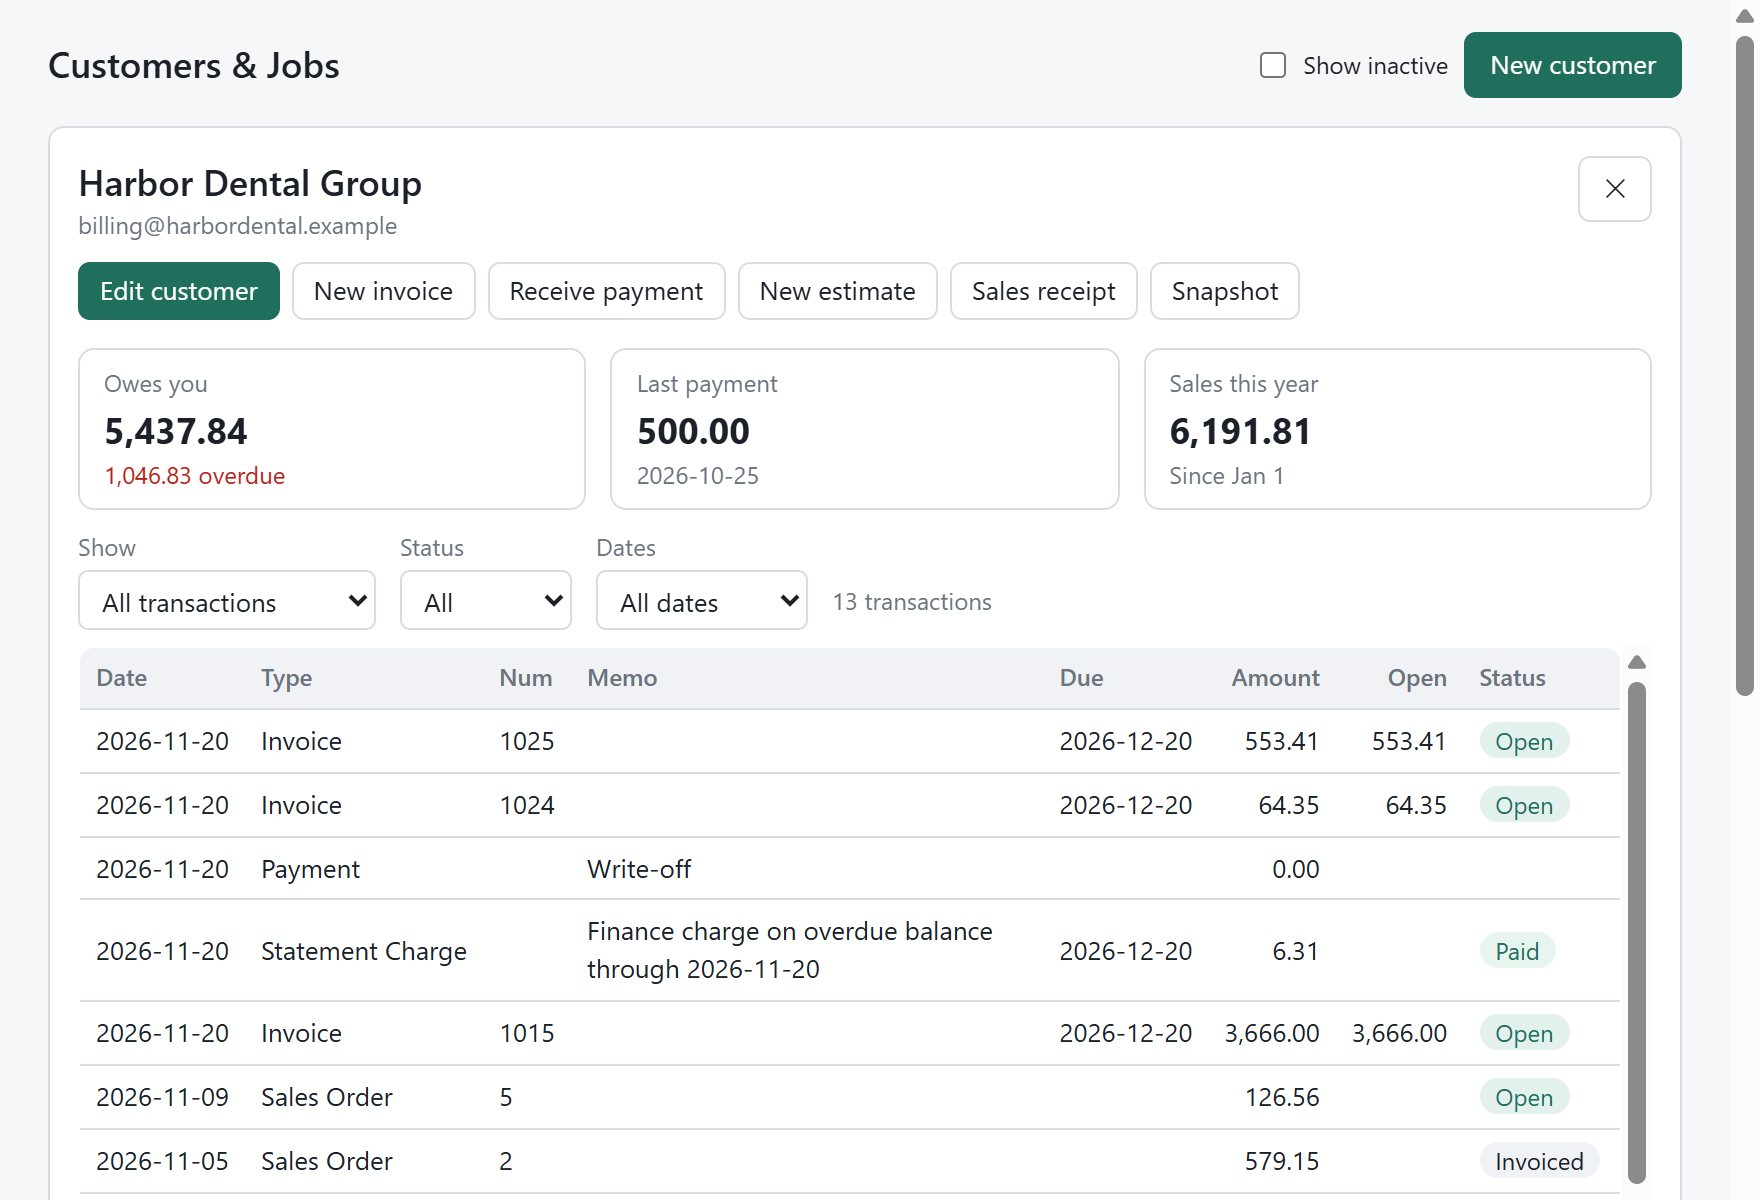 Customers & Jobs
Show inactive
New customer
Harbor Dental Group
billing@harbordental.example
Edit customer New invoice Receive payment New estimate Sales receipt Snapshot
Owes you
5,437.84
1,046.83 overdue
Last payment
500.00
2026-10-25
Sales this year
6,191.81
Since Jan 1
Show Status Dates
All transactions All All dates 13 transactions
Date Type Num Memo Due Amount Open Status
2026-11-20 Invoice 1025 2026-12-20 553.41 553.41 Open
2026-11-20 Invoice 1024 2026-12-20 64.35 64.35 Open
2026-11-20 Payment Write-off 0.00
2026-11-20 Statement Charge Finance charge on overdue balance
through 2026-11-20 2026-12-20 6.31 Paid
2026-11-20 Invoice 1015 2026-12-20 3,666.00 3,666.00 Open
2026-11-09 Sales Order 5 126.56 Open
2026-11-05 Sales Order 2 579.15 Invoiced